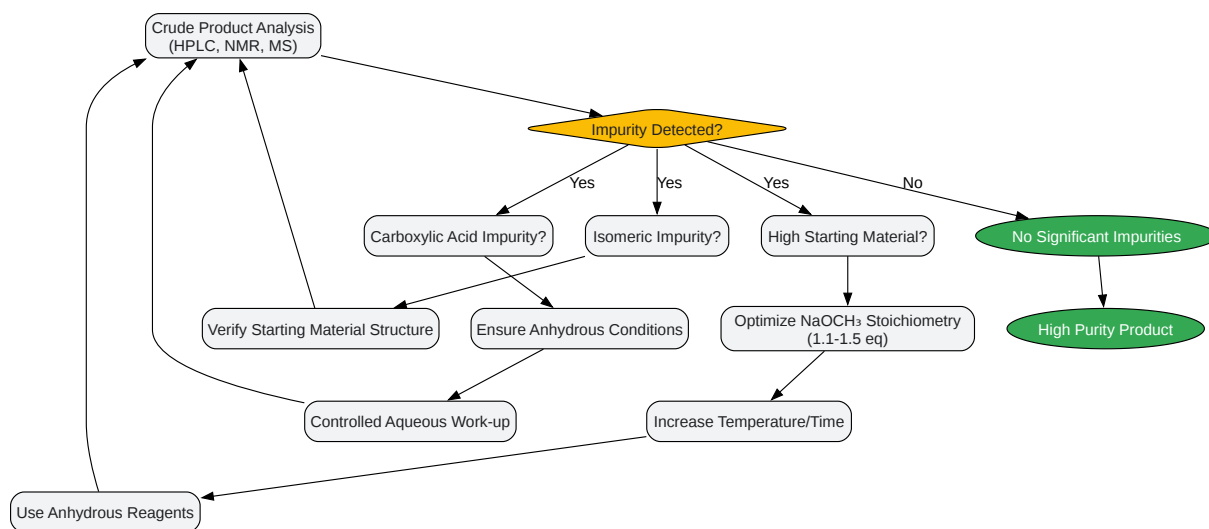 Crude Product Analysis
(HPLC, NMR, MS)
Impurity Detected?
Yes
Yes
Yes
No
Carboxylic Acid Impurity?
Isomeric Impurity?
High Starting Material?
No Significant Impurities
Verify Starting Material Structure
Ensure Anhydrous Conditions
Optimize NaOCH₃ Stoichiometry
(1.1-1.5 eq)
High Purity Product
Controlled Aqueous Work-up
Increase Temperature/Time
Use Anhydrous Reagents